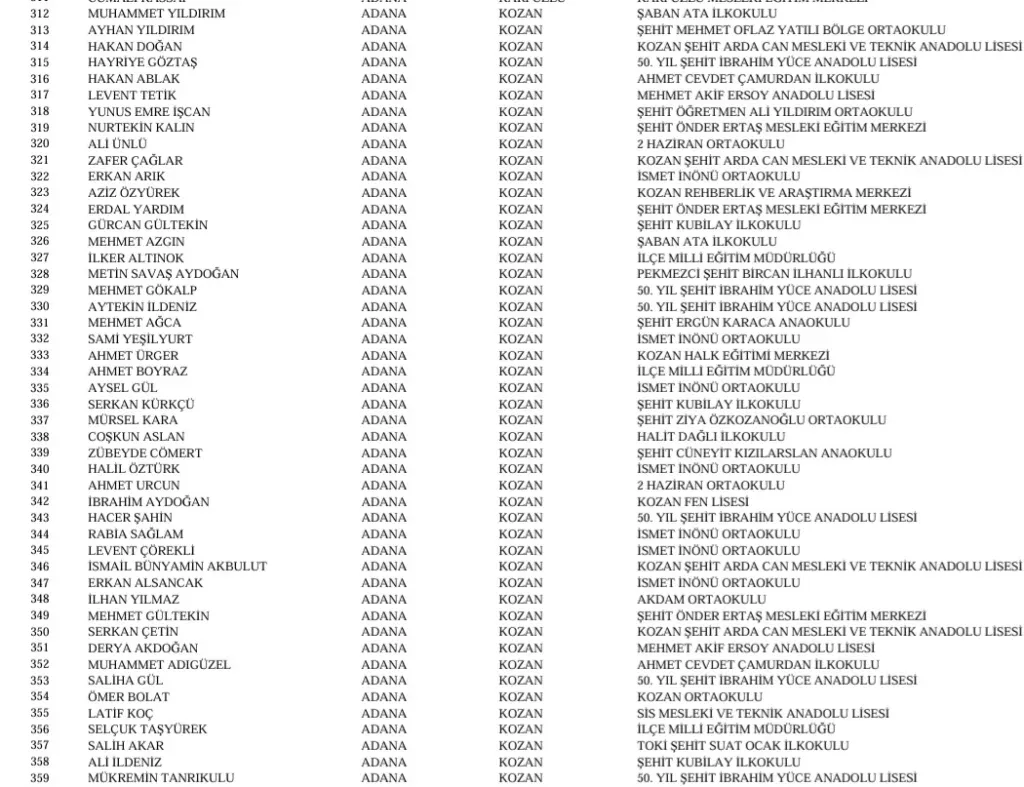 312 MUHAMMET YILDIRIM ADANA KOZAN ŞABAN ATA İLKOKULU
313 AYHAN YILDIRIM ADANA KOZAN ŞEHİT MEHMET OFLAZ YATILI BÖLGE ORTAOKULU
314 HAKAN DOĞAN ADANA KOZAN KOZAN ŞEHİT ARDA CAN MESLEKİ VE TEKNİK ANADOLU LİSESİ
315 HAYRİYE GÖZTAŞ ADANA KOZAN 50. YIL ŞEHİT İBRAHİM YÜCE ANADOLU LİSESİ
316 HAKAN ABLAK ADANA KOZAN AHMET CEVDET ÇAMURDAN İLKOKULU
317 LEVENT TETİK ADANA KOZAN MEHMET AKİF ERSOY ANADOLU LİSESİ
318 YUNUS EMRE İŞCAN ADANA KOZAN ŞEHİT ÖĞRETMEN ALİ YILDIRIM ORTAOKULU
319 NURTEKİN KALIN ADANA KOZAN ŞEHİT ÖNDER ERTAŞ MESLEKİ EĞİTİM MERKEZİ
320 ALİ ÜNLÜ ADANA KOZAN 2 HAZİRAN ORTAOKULU
321 ZAFER ÇAĞLAR ADANA KOZAN KOZAN ŞEHİT ARDA CAN MESLEKİ VE TEKNİK ANADOLU LİSESİ
322 ERKAN ARIK ADANA KOZAN İSMET İNÖNÜ ORTAOKULU
323 AZİZ ÖZYÜREK ADANA KOZAN KOZAN REHBERLİK VE ARAŞTIRMA MERKEZİ
324 ERDAL YARDIM ADANA KOZAN ŞEHİT ÖNDER ERTAŞ MESLEKİ EĞİTİM MERKEZİ
325 GÜRCAN GÜLTEKİN ADANA KOZAN ŞEHİT KUBİLAY İLKOKULU
326 MEHMET AZGIN ADANA KOZAN ŞABAN ATA İLKOKULU
327 İLKER ALTINOK ADANA KOZAN İLÇE MİLLİ EĞİTİM MÜDÜRLÜĞÜ
328 METİN SAVAŞ AYDOĞAN ADANA KOZAN PEKMEZCİ ŞEHİT BİRCAN İLHANLI İLKOKULU
329 MEHMET GÖKALP ADANA KOZAN 50. YIL ŞEHİT İBRAHİM YÜCE ANADOLU LİSESİ
330 AYTEKİN İLDENİZ ADANA KOZAN 50. YIL ŞEHİT İBRAHİM YÜCE ANADOLU LİSESİ
331 MEHMET AĞCA ADANA KOZAN ŞEHİT ERGÜN KARACA ANAOKULU
332 SAMİ YEŞİLYURT ADANA KOZAN İSMET İNÖNÜ ORTAOKULU
333 AHMET ÜRGER ADANA KOZAN KOZAN HALK EĞİTİMİ MERKEZİ
334 AHMET BOYRAZ ADANA KOZAN İLÇE MİLLİ EĞİTİM MÜDÜRLÜĞÜ
335 AYSEL GÜL ADANA KOZAN İSMET İNÖNÜ ORTAOKULU
336 SERKAN KÜRKÇÜ ADANA KOZAN ŞEHİT KUBİLAY İLKOKULU
337 MÜRSEL KARA ADANA KOZAN ŞEHİT ZİYA ÖZKOZANOĞLU ORTAOKULU
338 COŞKUN ASLAN ADANA KOZAN HALİT DAĞLI İLKOKULU
339 ZÜBEYDE CÖMERT ADANA KOZAN ŞEHİT CÜNEYİT KIZILARSLAN ANAOKULU
340 HALİL ÖZTÜRK ADANA KOZAN İSMET İNÖNÜ ORTAOKULU
341 AHMET URCUN ADANA KOZAN 2 HAZİRAN ORTAOKULU
342 İBRAHİM AYDOĞAN ADANA KOZAN KOZAN FEN LİSESİ
343 HACER ŞAHİN ADANA KOZAN 50. YIL ŞEHİT İBRAHİM YÜCE ANADOLU LİSESİ
344 RABİA SAĞLAM ADANA KOZAN İSMET İNÖNÜ ORTAOKULU
345 LEVENT ÇÖREKLİ ADANA KOZAN İSMET İNÖNÜ ORTAOKULU
346 İSMAİL BÜNYAMİN AKBULUT ADANA KOZAN KOZAN ŞEHİT ARDA CAN MESLEKİ VE TEKNİK ANADOLU LİSESİ
347 ERKAN ALSANCAK ADANA KOZAN İSMET İNÖNÜ ORTAOKULU
348 İLHAN YILMAZ ADANA KOZAN AKDAM ORTAOKULU
349 MEHMET GÜLTEKİN ADANA KOZAN ŞEHİT ÖNDER ERTAŞ MESLEKİ EĞİTİM MERKEZİ
350 SERKAN ÇETİN ADANA KOZAN KOZAN ŞEHİT ARDA CAN MESLEKİ VE TEKNİK ANADOLU LİSESİ
351 DERYA AKDOĞAN ADANA KOZAN MEHMET AKİF ERSOY ANADOLU LİSESİ
352 MUHAMMET ADIGÜZEL ADANA KOZAN AHMET CEVDET ÇAMURDAN İLKOKULU
353 SALİHA GÜL ADANA KOZAN 50. YIL ŞEHİT İBRAHİM YÜCE ANADOLU LİSESİ
354 ÖMER BOLAT ADANA KOZAN KOZAN ORTAOKULU
355 LATİF KOÇ ADANA KOZAN SİS MESLEKİ VE TEKNİK ANADOLU LİSESİ
356 SELÇUK TAŞYÜREK ADANA KOZAN İLÇE MİLLİ EĞİTİM MÜDÜRLÜĞÜ
357 SALİH AKAR ADANA KOZAN TOKİ ŞEHİT SUAT OCAK İLKOKULU
358 ALİ İLDENİZ ADANA KOZAN ŞEHİT KUBİLAY İLKOKULU
359 MÜKREMİN TANRIKULU ADANA KOZAN 50. YIL ŞEHİT İBRAHİM YÜCE ANADOLU LİSESİ